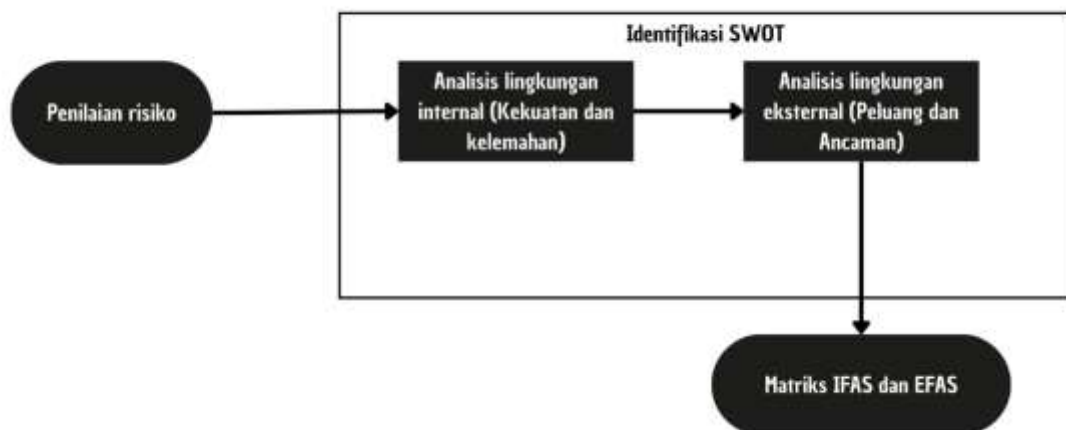 Identifikasi SWOT
Penilaian risiko
Analisis lingkungan
internal (Kekuatan dan
kelemahan)
Analisis lingkungan
eksternal (Peluang dan
Ancaman)
Matriks IFAS dan EFAS